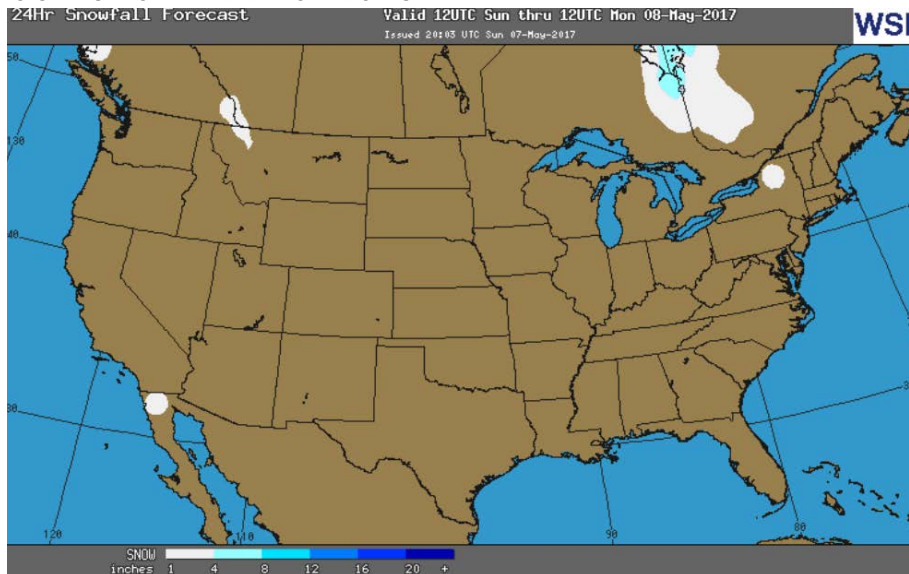 24Hr Snowfall Forecast
Valid 12UTC Sun thru 12UTC Mon 08-May-2017
Issued 20:03 UTC Sun 07-May-2017
WSI
50
130
40
30
120
110
90
80
SNOW
inches 1 4 8 12 16 20 +